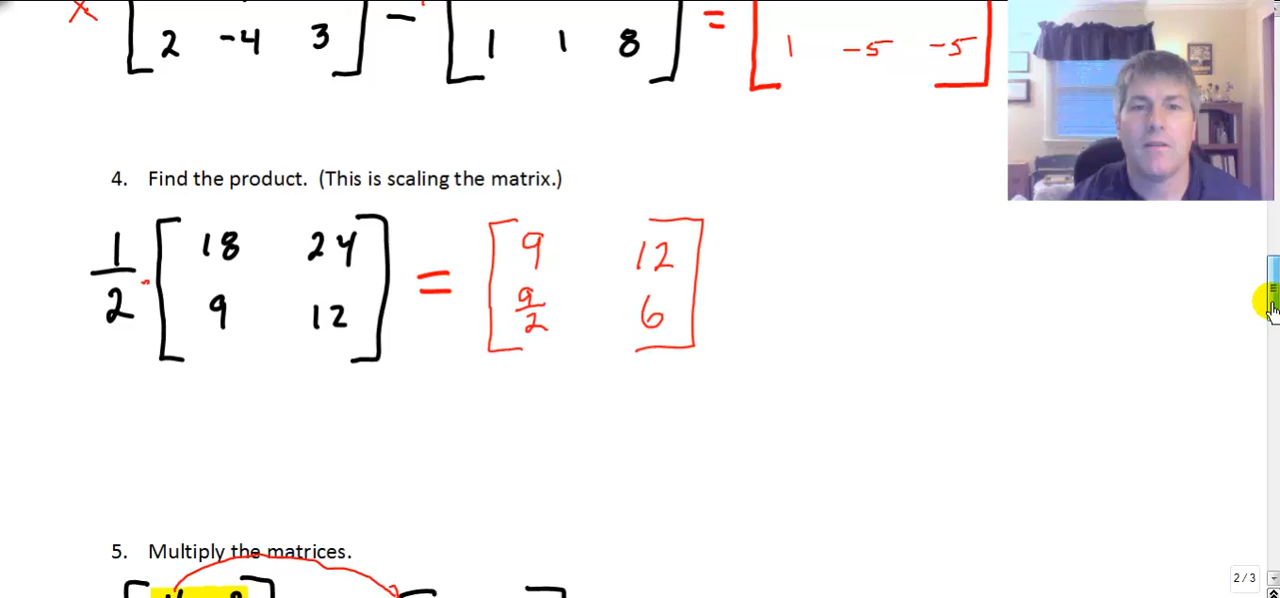 x
2 -4 3 - 1 1 8 = 1 -5 -5
4. Find the product. (This is scaling the matrix.)
1/2 · [18 24] = [9 12]
[9 12] [9/2 6]
5. Multiply the matrices.
2 / 3